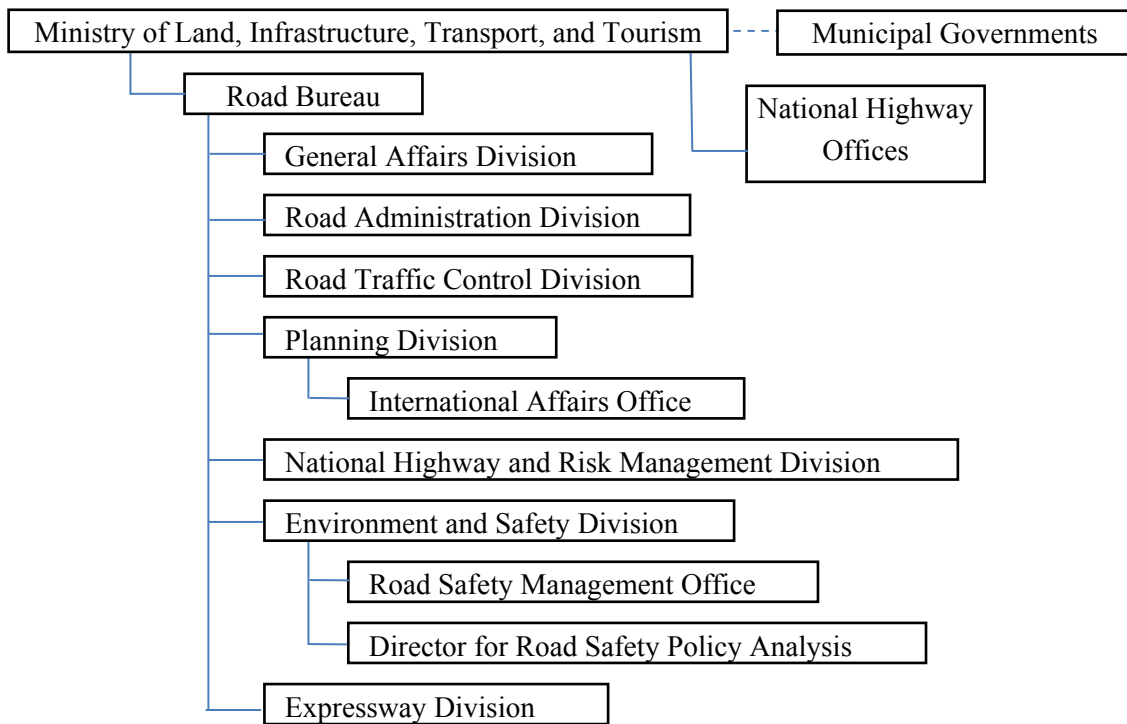 Ministry of Land, Infrastructure, Transport, and Tourism
Municipal Governments
Road Bureau
National Highway
Offices
General Affairs Division
Road Administration Division
Road Traffic Control Division
Planning Division
International Affairs Office
National Highway and Risk Management Division
Environment and Safety Division
Road Safety Management Office
Director for Road Safety Policy Analysis
Expressway Division